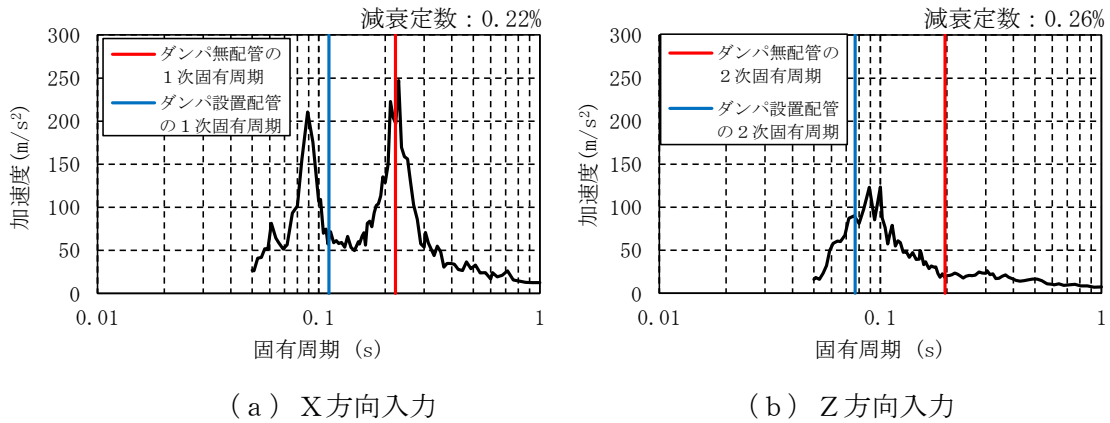 減衰定数：0.22%
300
250
200
150
100
50
0
加速度(m/s²)
ダンパ無配管の
１次固有周期
ダンパ設置配管
の１次固有周期
0.01
0.1
1
固有周期 (s)
（a） X方向入力
減衰定数：0.26%
300
250
200
150
100
50
0
加速度(m/s²)
ダンパ無配管の
２次固有周期
ダンパ設置配管
の２次固有周期
0.01
0.1
1
固有周期 (s)
（b） Z方向入力